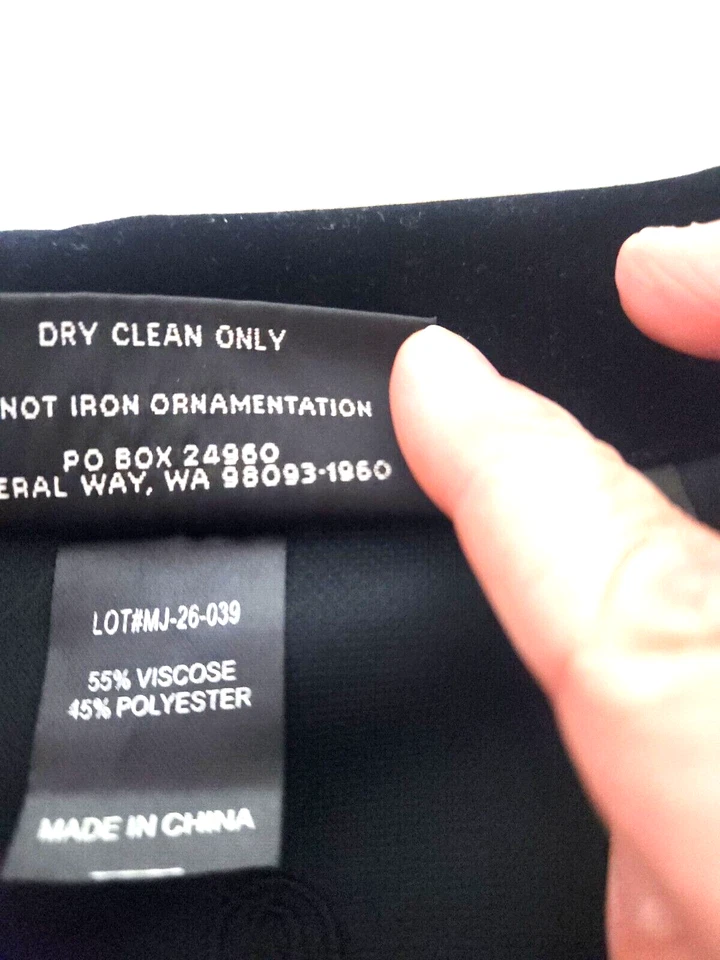 DRY CLEAN ONLY
NOT IRON ORNAMENTATION
PO BOX 24960
ERAL WAY, WA 98093-1960
LOT#MJ-26-039
55% VISCOSE
45% POLYESTER
MADE IN CHINA